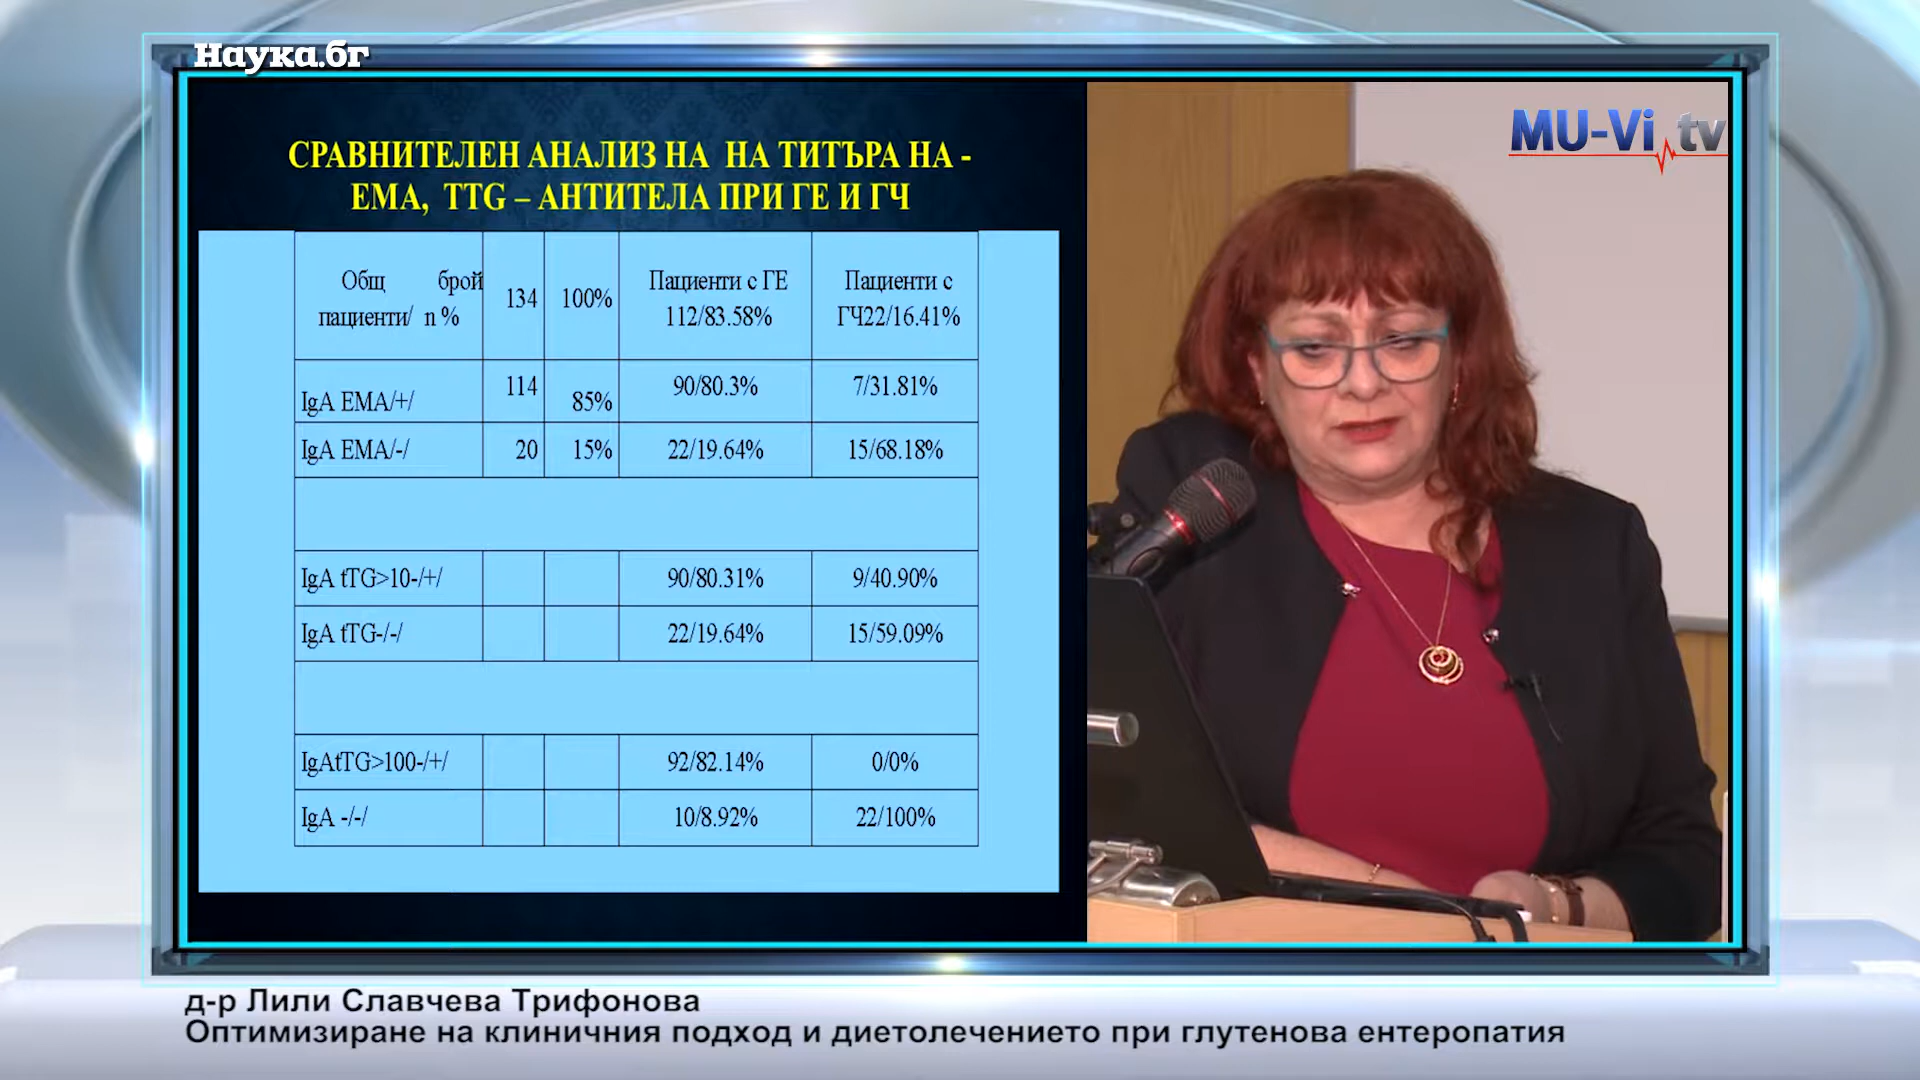 Наука.бг
MU-Vi tv
СРАВНИТЕЛЕН АНАЛИЗ НА НА ТИТЪРА НА -
ЕМА, TTG – АНТИТЕЛА ПРИ ГЕ И ГЧ
Общ брой пациенти/ n % 134 100% Пациенти с ГЕ 112/83.58% Пациенти с ГЧ22/16.41%
IgA EMA/+/ 114 85% 90/80.3% 7/31.81%
IgA EMA/-/ 20 15% 22/19.64% 15/68.18%
IgA tTG>10-/+/ 90/80.31% 9/40.90%
IgA tTG-/-/ 22/19.64% 15/59.09%
IgAtTG>100-/+/ 92/82.14% 0/0%
IgA -/-/ 10/8.92% 22/100%
д-р Лили Славчева Трифонова
Оптимизиране на клиничния подход и диетолечението при глутенова ентеропатия